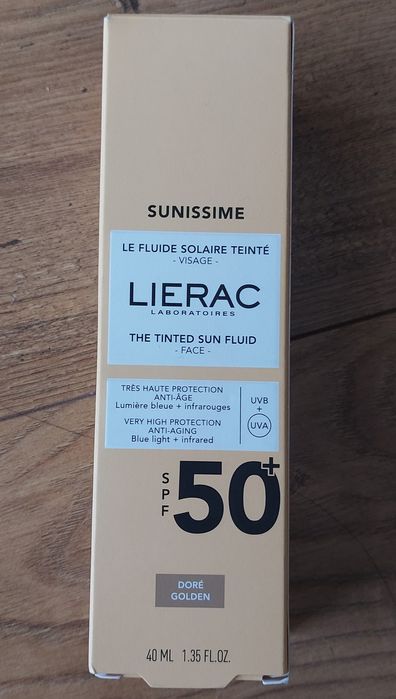 SUNISSIME
LE FLUIDE SOLAIRE TEINTÉ
- VISAGE -
LIERAC
LABORATOIRES
THE TINTED SUN FLUID
- FACE -
TRÈS HAUTE PROTECTION
ANTI-ÂGE
Lumière bleue + infrarouges
VERY HIGH PROTECTION
ANTI-AGING
Blue light + infrared
UVB
+
UVA
SPF
50+
DORÉ
GOLDEN
40 ML 1.35 FL.OZ.